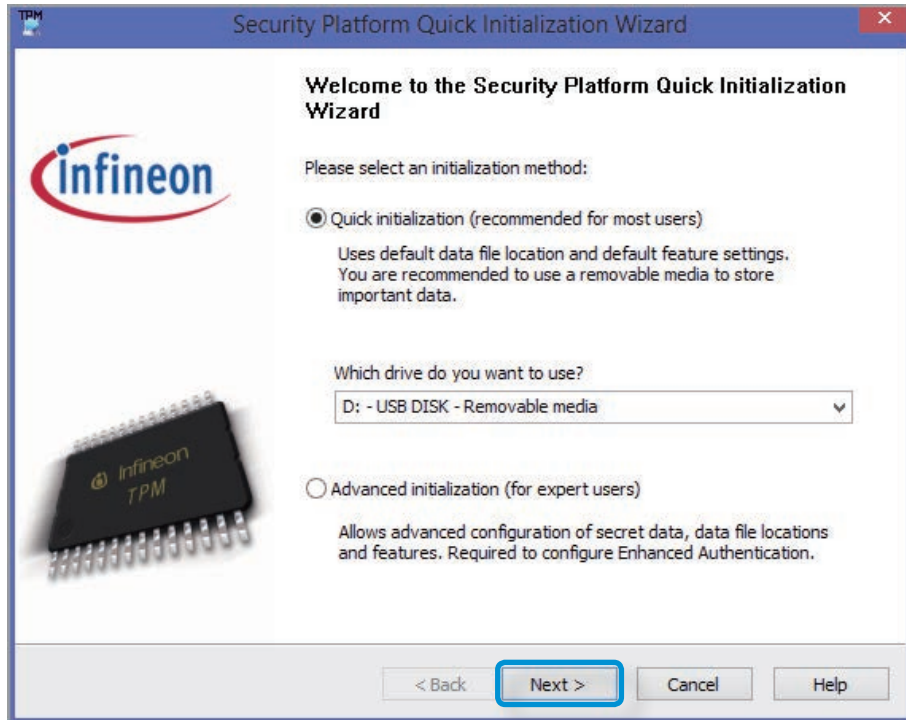 TPM
Security Platform Quick Initialization Wizard
Welcome to the Security Platform Quick Initialization
Wizard
infineon
Please select an initialization method:
Quick initialization (recommended for most users)
Uses default data file location and default feature settings.
You are recommended to use a removable media to store
important data.
Which drive do you want to use?
D: - USB DISK - Removable media
Infineon
TPM
Advanced initialization (for expert users)
Allows advanced configuration of secret data, data file locations
and features. Required to configure Enhanced Authentication.
< Back
Next >
Cancel
Help